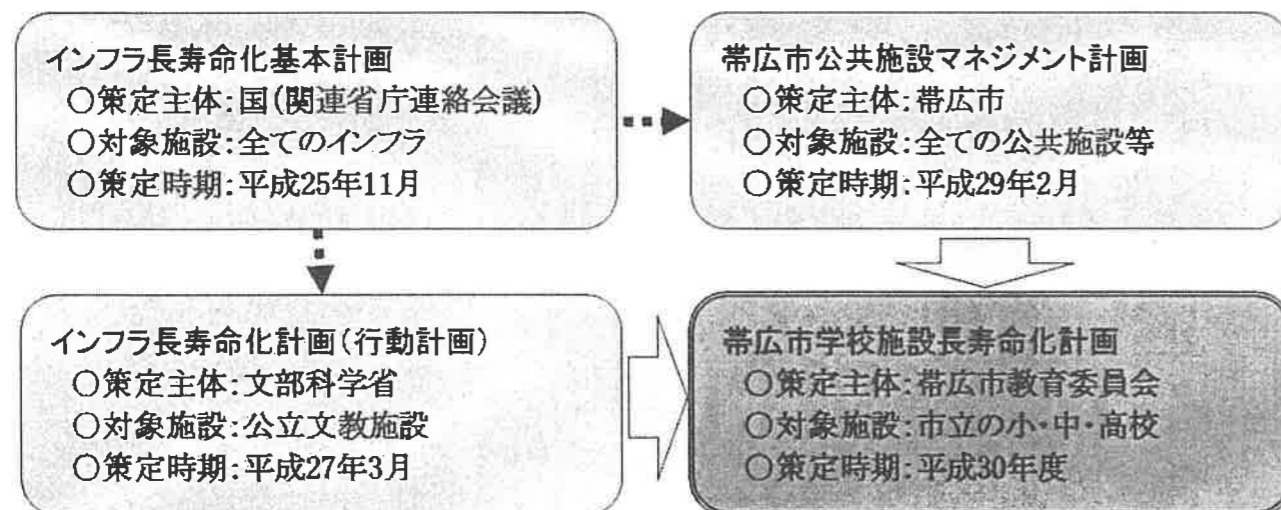 インフラ長寿命化基本計画
○策定主体:国(関連省庁連絡会議)
○対象施設:全てのインフラ
○策定時期:平成25年11月
帯広市公共施設マネジメント計画
○策定主体:帯広市
○対象施設:全ての公共施設等
○策定時期:平成29年2月
インフラ長寿命化計画(行動計画)
○策定主体:文部科学省
○対象施設:公立文教施設
○策定時期:平成27年3月
帯広市学校施設長寿命化計画
○策定主体:帯広市教育委員会
○対象施設:市立の小・中・高校
○策定時期:平成30年度